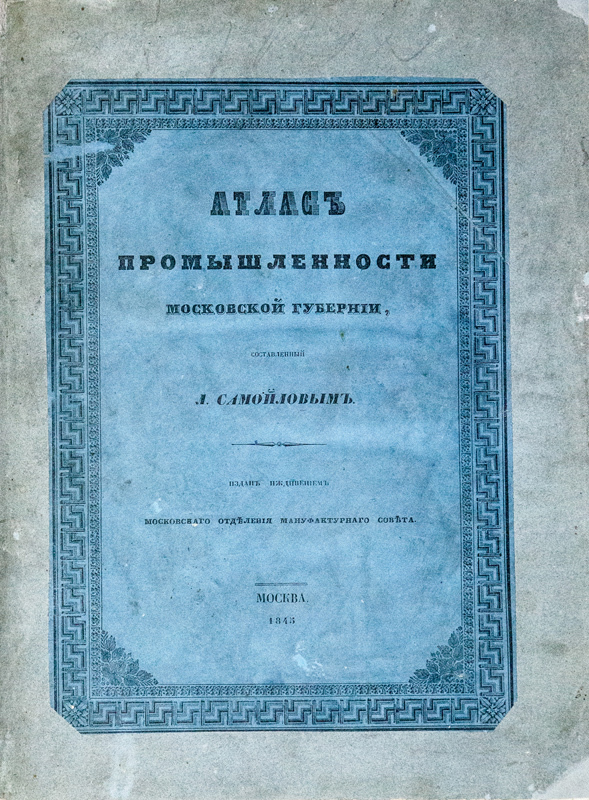 АТЛАСЪ
ПРОМЫШЛЕННОСТИ
МОСКОВСКОЙ ГУБЕРНІИ,
СОСТАВЛЕННЫЙ
Л. САМОЙЛОВЫМЪ.
ИЗДАНЪ ИЖДИВЕНІЕМЪ
МОСКОВСКАГО ОТДѢЛЕНІЯ МАНУФАКТУРНАГО СОВѢТА.
МОСКВА.
1845